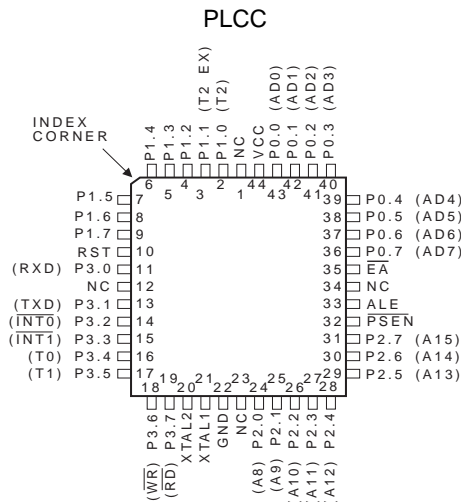 PLCC
INDEX
CORNER
P1.4
P1.3
P1.2
P1.1 (T2 EX)
P1.0 (T2)
NC
VCC
P0.0 (AD0)
P0.1 (AD1)
P0.2 (AD2)
P0.3 (AD3)
6
5
4
3
2
1
44
43
42
41
40
P1.5 7
P1.6 8
P1.7 9
RST 10
(RXD) P3.0 11
NC 12
(TXD) P3.1 13
(INT0) P3.2 14
(INT1) P3.3 15
(T0) P3.4 16
(T1) P3.5 17
39 P0.4 (AD4)
38 P0.5 (AD5)
37 P0.6 (AD6)
36 P0.7 (AD7)
35 EA
34 NC
33 ALE
32 PSEN
31 P2.7 (A15)
30 P2.6 (A14)
29 P2.5 (A13)
18
19
20
21
22
23
24
25
26
27
28
(WR) P3.6
(RD) P3.7
XTAL2
XTAL1
GND
NC
(A8) P2.0
(A9) P2.1
(A10) P2.2
(A11) P2.3
(A12) P2.4